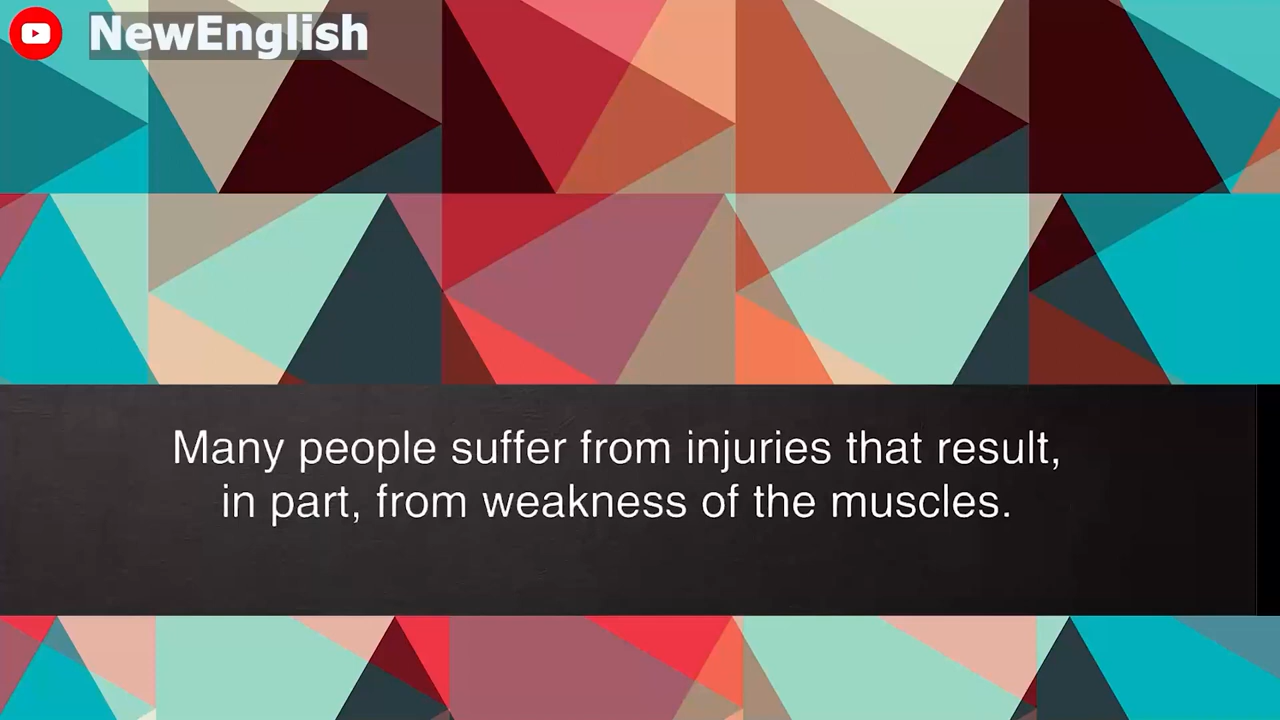 NewEnglish
Many people suffer from injuries that result,
in part, from weakness of the muscles.